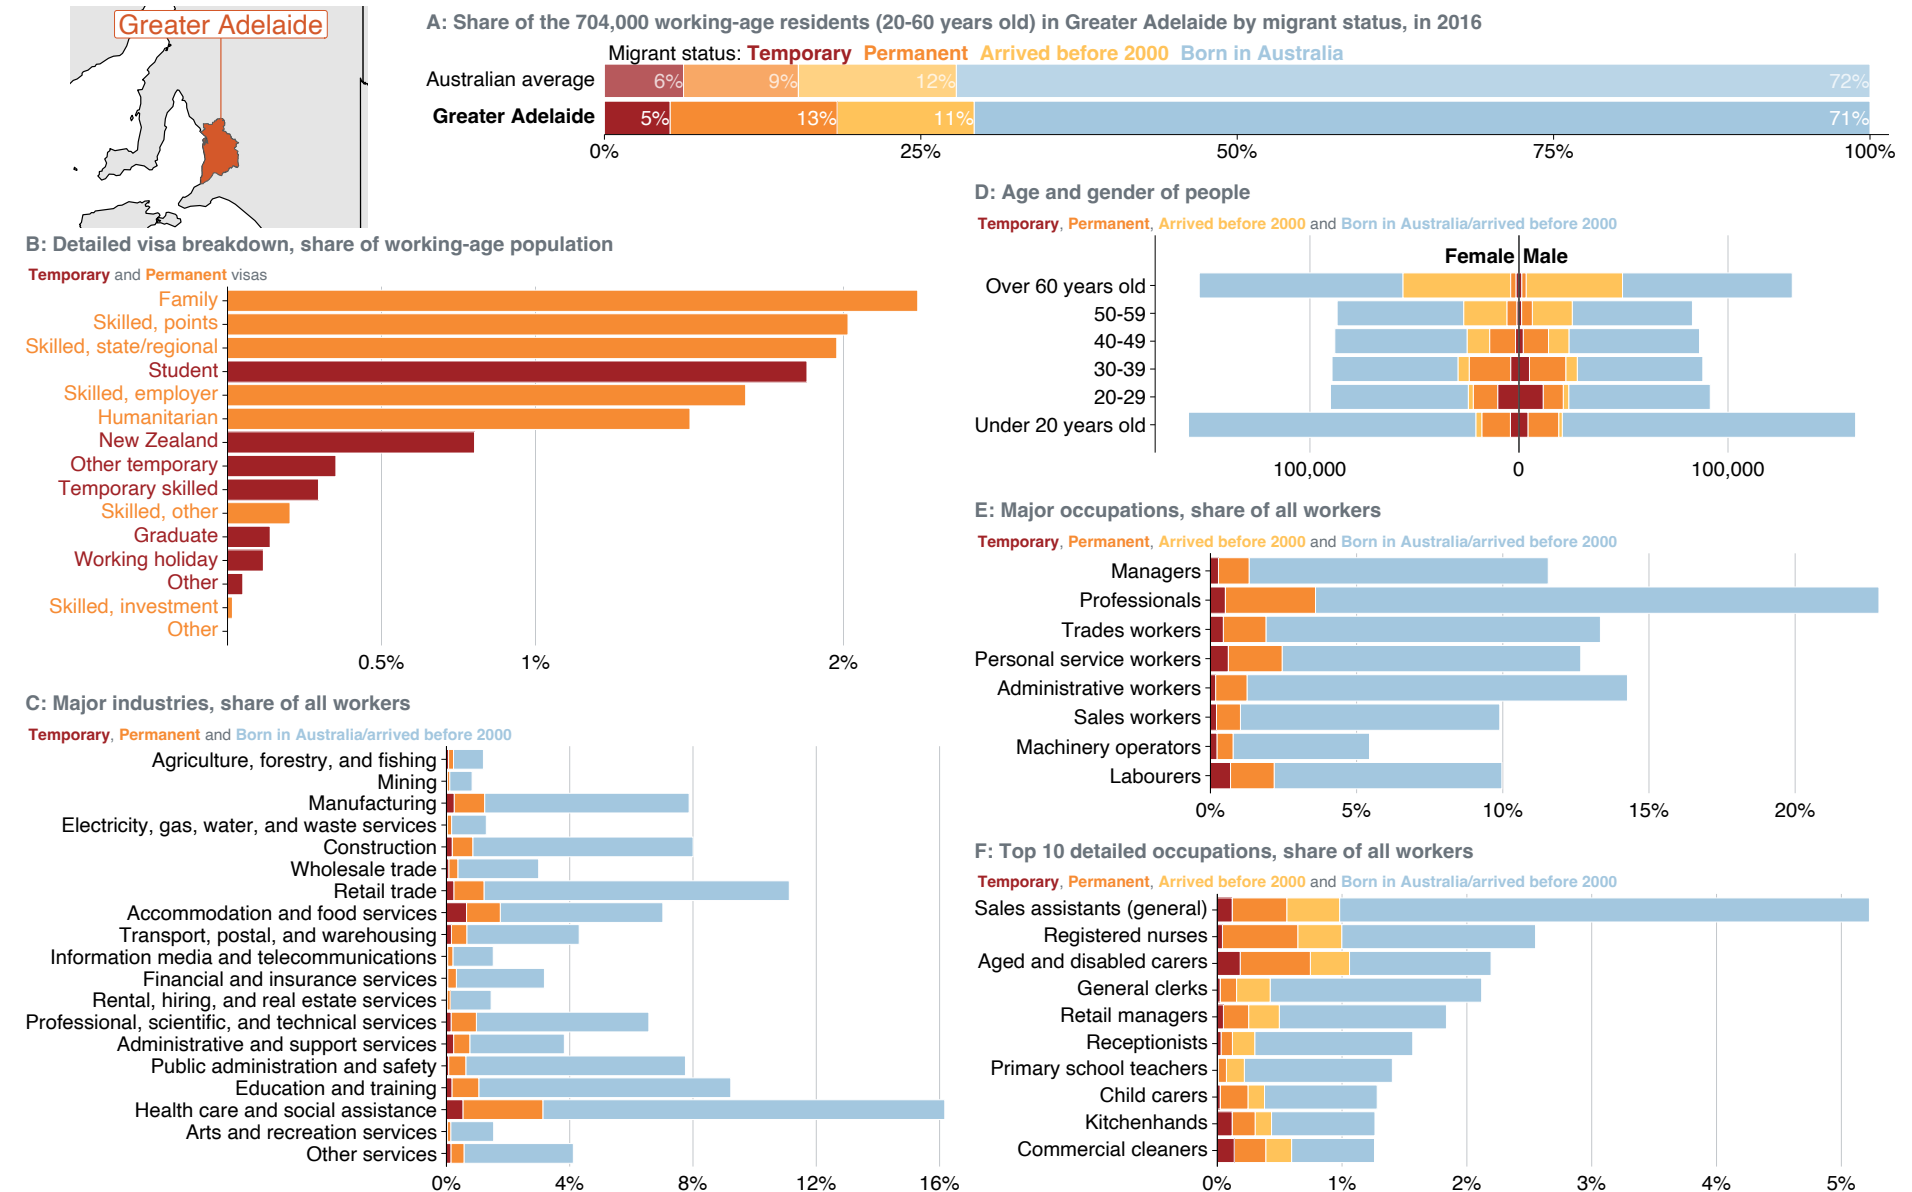 Greater Adelaide
A: Share of the 704,000 working-age residents (20-60 years old) in Greater Adelaide by migrant status, in 2016
Migrant status: Temporary Permanent Arrived before 2000 Born in Australia
Australian average 6% 9% 12% 72%
Greater Adelaide 5% 13% 11% 71%
0% 25% 50% 75% 100%
B: Detailed visa breakdown, share of working-age population
Temporary and Permanent visas
Family
Skilled, points
Skilled, state/regional
Student
Skilled, employer
Humanitarian
New Zealand
Other temporary
Temporary skilled
Skilled, other
Graduate
Working holiday
Other
Skilled, investment
Other
0.5% 1% 2%
C: Major industries, share of all workers
Temporary, Permanent and Born in Australia/arrived before 2000
Agriculture, forestry, and fishing
Mining
Manufacturing
Electricity, gas, water, and waste services
Construction
Wholesale trade
Retail trade
Accommodation and food services
Transport, postal, and warehousing
Information media and telecommunications
Financial and insurance services
Rental, hiring, and real estate services
Professional, scientific, and technical services
Administrative and support services
Public administration and safety
Education and training
Health care and social assistance
Arts and recreation services
Other services
0% 4% 8% 12% 16%
D: Age and gender of people
Temporary, Permanent, Arrived before 2000 and Born in Australia/arrived before 2000
Female Male
Over 60 years old
50-59
40-49
30-39
20-29
Under 20 years old
100,000 0 100,000
E: Major occupations, share of all workers
Temporary, Permanent, Arrived before 2000 and Born in Australia/arrived before 2000
Managers
Professionals
Trades workers
Personal service workers
Administrative workers
Sales workers
Machinery operators
Labourers
0% 5% 10% 15% 20%
F: Top 10 detailed occupations, share of all workers
Temporary, Permanent, Arrived before 2000 and Born in Australia/arrived before 2000
Sales assistants (general)
Registered nurses
Aged and disabled carers
General clerks
Retail managers
Receptionists
Primary school teachers
Child carers
Kitchenhands
Commercial cleaners
0% 1% 2% 3% 4% 5%